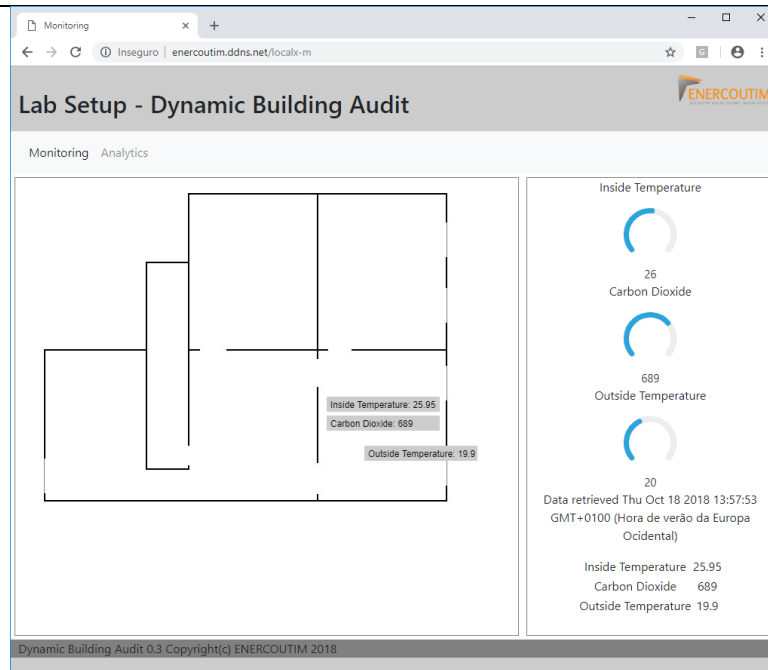 Monitoring
Inseguro | enercoutim.ddns.net/localx-m
G
ENERCOUTIM
Lab Setup - Dynamic Building Audit
Monitoring Analytics
Inside Temperature: 25.95
Carbon Dioxide: 689
Outside Temperature: 19.9
Inside Temperature
26
Carbon Dioxide
689
Outside Temperature
20
Data retrieved Thu Oct 18 2018 13:57:53
GMT+0100 (Hora de verão da Europa
Ocidental)
Inside Temperature 25.95
Carbon Dioxide 689
Outside Temperature 19.9
Dynamic Building Audit 0.3 Copyright(c) ENERCOUTIM 2018